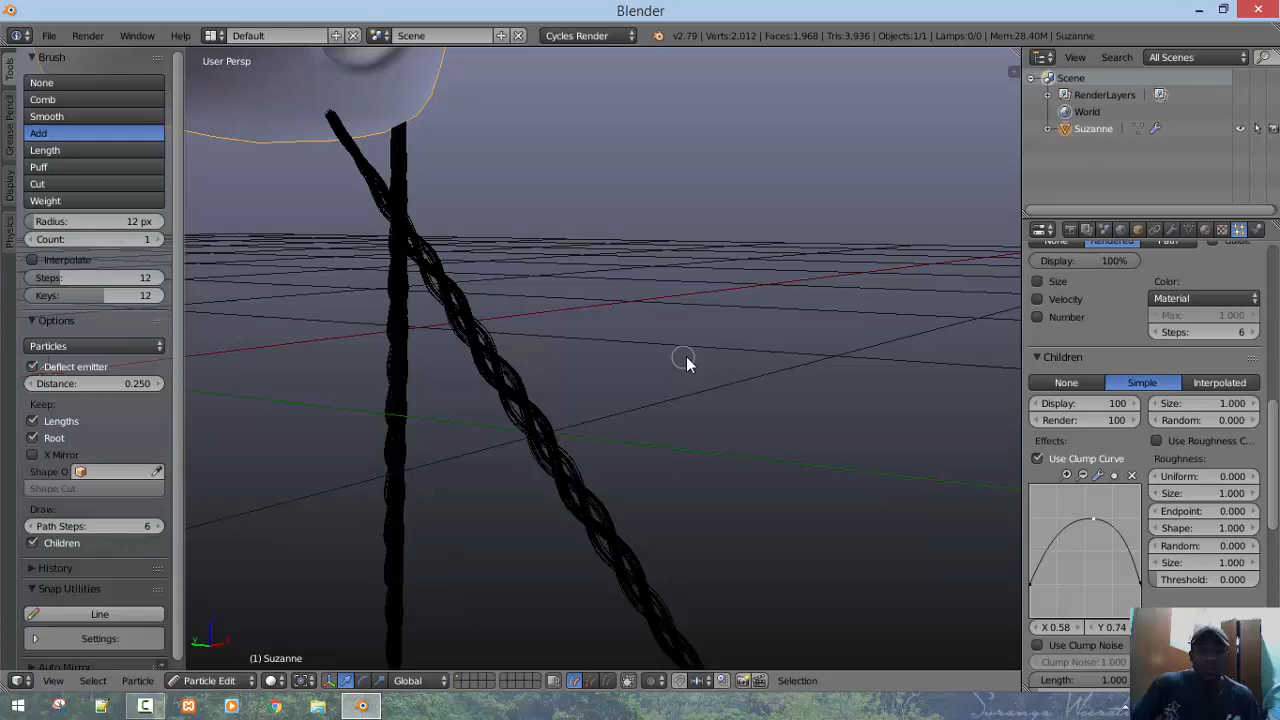 Blender
File Render Window Help Default Scene Cycles Render v2.79 | Verts:2,012 | Faces:1,968 | Tris:3,936 | Objects:1/1 | Lamps:0/0 | Mem:28.40M | Suzanne
Tools
Grease Pencil
Display
Physics
Brush
None
Comb
Smooth
Add
Length
Puff
Cut
Weight
Radius: 12 px
Count: 1
Interpolate
Steps: 12
Keys: 12
Options
Particles
Deflect emitter
Distance: 0.250
Keep:
Lengths
Root
X Mirror
Shape O
Shape Cut
Draw:
Path Steps: 6
Children
History
Snap Utilities
Line
Settings:
Auto Mirror
User Persp
(1) Suzanne
View Select Particle Particle Edit Global Selection
View Search All Scenes
Scene
RenderLayers
World
Suzanne
None Rendered Path Guide
Display: 100%
Size
Velocity
Number
Color:
Material
Max: 1.000
Steps: 6
Children
None Simple Interpolated
Display: 100
Render: 100
Size: 1.000
Random: 0.000
Effects:
Use Clump Curve
X 0.58 Y 0.74
Use Clump Noise
Clump Noise: 1.000
Length: 1.000
Use Roughness C...
Roughness:
Uniform: 0.000
Size: 1.000
Endpoint: 0.000
Shape: 1.000
Random: 0.000
Size: 1.000
Threshold: 0.000